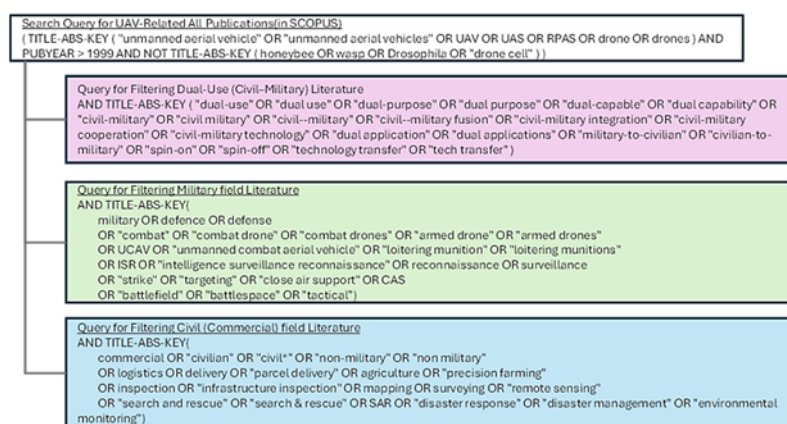 Search Query for UAV-Related All Publications(in SCOPUS)
( TITLE-ABS-KEY ( "unmanned aerial vehicle" OR "unmanned aerial vehicles" OR UAV OR UAS OR RPAS OR drone OR drones ) AND
PUBYEAR > 1999 AND NOT TITLE-ABS-KEY ( honeybee OR wasp OR Drosophila OR "drone cell" ) )
Query for Filtering Dual-Use (Civil–Military) Literature
AND TITLE-ABS-KEY ( "dual-use" OR "dual use" OR "dual-purpose" OR "dual purpose" OR "dual-capable" OR "dual capability" OR
"civil-military" OR "civil military" OR "civil--military" OR "civil--military fusion" OR "civil-military integration" OR "civil-military
cooperation" OR "civil-military technology" OR "dual application" OR "dual applications" OR "military-to-civilian" OR "civilian-to-
military" OR "spin-on" OR "spin-off" OR "technology transfer" OR "tech transfer" )
Query for Filtering Military field Literature
AND TITLE-ABS-KEY(
military OR defence OR defense
OR "combat" OR "combat drone" OR "combat drones" OR "armed drone" OR "armed drones"
OR UCAV OR "unmanned combat aerial vehicle" OR "loitering munition" OR "loitering munitions"
OR ISR OR "intelligence surveillance reconnaissance" OR reconnaissance OR surveillance
OR "strike" OR "targeting" OR "close air support" OR CAS
OR "battlefield" OR "battlespace" OR "tactical")
Query for Filtering Civil (Commercial) field Literature
AND TITLE-ABS-KEY(
commercial OR "civilian" OR "civil*" OR "non-military" OR "non military"
OR logistics OR delivery OR "parcel delivery" OR agriculture OR "precision farming"
OR inspection OR "infrastructure inspection" OR mapping OR surveying OR "remote sensing"
OR "search and rescue" OR "search & rescue" OR SAR OR "disaster response" OR "disaster management" OR "environmental
monitoring")